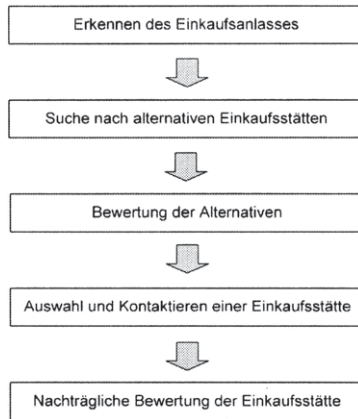 Erkennen des Einkaufsanlasses
Suche nach alternativen Einkaufsstätten
Bewertung der Alternativen
Auswahl und Kontaktieren einer Einkaufsstätte
Nachträgliche Bewertung der Einkaufsstätte